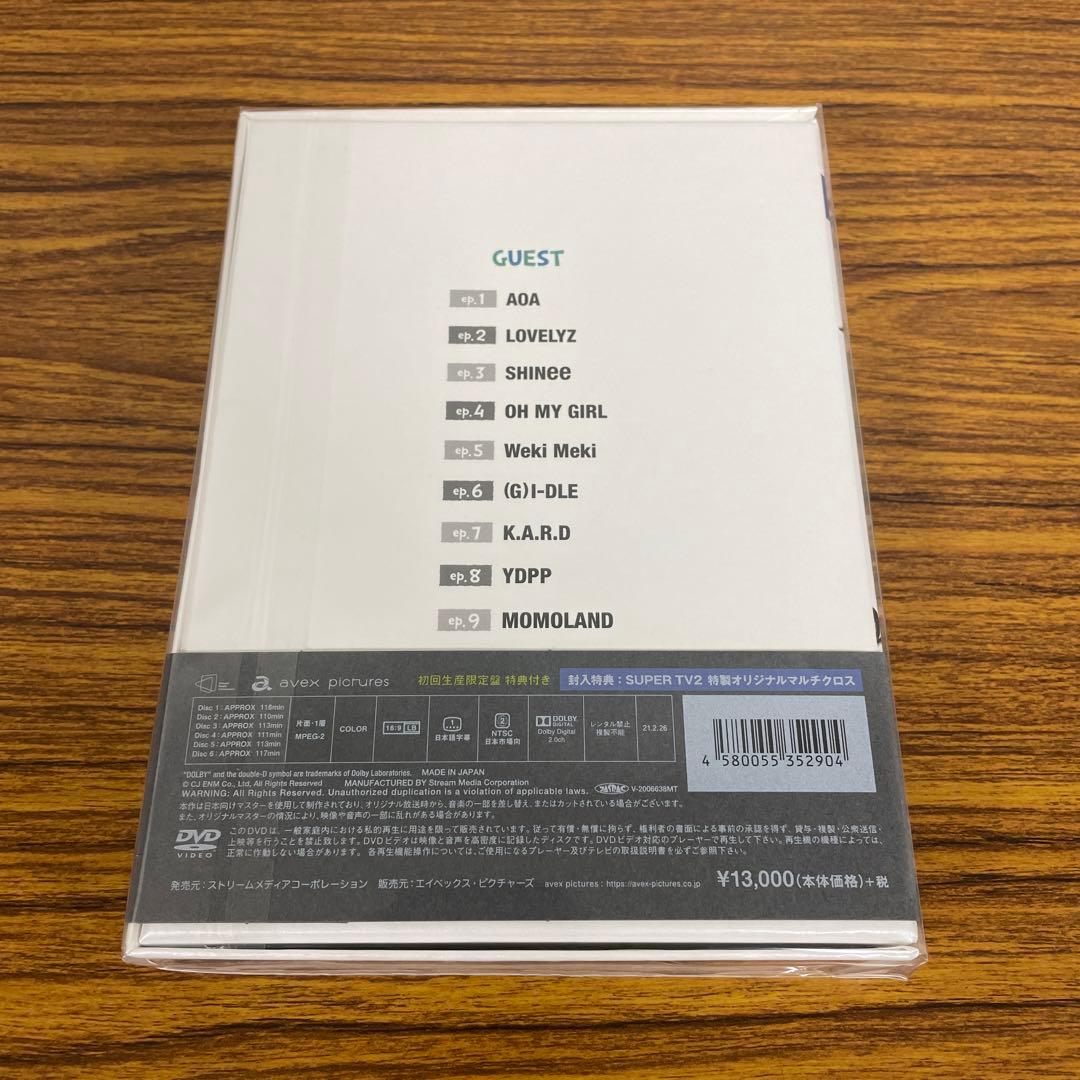 GUEST
ep.1 AOA
ep.2 LOVELYZ
ep.3 SHINee
ep.4 OH MY GIRL
ep.5 Weki Meki
ep.6 (G)I-DLE
ep.7 K.A.R.D
ep.8 YDPP
ep.9 MOMOLAND
avex pictures 初回生産限定盤 特典付き 封入特典:SUPER TV2 特製オリジナルマルチクロス
Disc 1:APPROX 116min
Disc 2:APPROX 110min
Disc 3:APPROX 113min
Disc 4:APPROX 111min
Disc 5:APPROX 113min
Disc 6:APPROX 117min
片面・1層
MPEG-2
COLOR
16:9 LB
1
日本語字幕
2
NTSC
日本市場向
DOLBY
DIGITAL
Dolby Digital
2.0ch
レンタル禁止
複製不能
21.2.26
4 580055 352904
"DOLBY" and the double-D symbol are trademarks of Dolby Laboratories. MADE IN JAPAN
© CJ ENM Co., Ltd, All Rights Reserved MANUFACTURED BY Stream Media Corporation
WARNING: All Rights Reserved. Unauthorized duplication is a violation of applicable laws. V-2006638MT
本作は日本向けマスターを使用して制作されており、オリジナル放送時から、音楽の一部を差し替え、またはカットされている場合がございます。
また、オリジナルマスターの情況により、映像や音声の一部に乱がある場合があります。
DVD
VIDEO
このDVDは、一般家庭内における私的再生に用途を限って販売されています。従って有償・無償に拘らず、権利者の書面による事前の承認を得ず、貸与・複製・公衆送信・
上映等を行うことを禁止致します。DVDビデオは映像と音声を高密度に記録したディスクです。DVDビデオ対応のプレーヤーで再生して下さい。再生機の機種によっては、
正常に作動しない場合があります。 各再生機能操作については、ご使用になるプレーヤー及びテレビの取扱説明書を必ずご参照下さい。
発売元:ストリームメディアコーポレーション 販売元:エイベックス・ピクチャーズ avex pictures : https://avex-pictures.co.jp ¥13,000(本体価格)+税